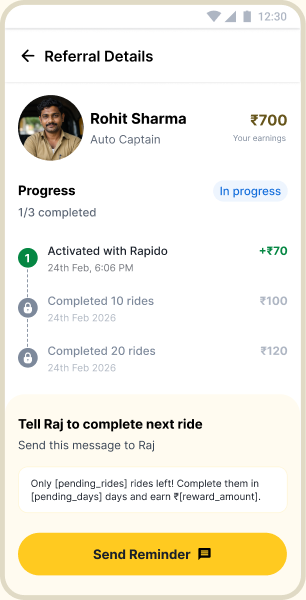 12:30
Referral Details
Rohit Sharma
₹700
Auto Captain
Your earnings
Progress
In progress
1/3 completed
1
Activated with Rapido
+₹70
24th Feb, 6:06 PM
Completed 10 rides
₹100
24th Feb 2026
Completed 20 rides
₹120
24th Feb 2026
Tell Raj to complete next ride
Send this message to Raj
Only [pending_rides] rides left! Complete them in
[pending_days] days and earn ₹[reward_amount].
Send Reminder